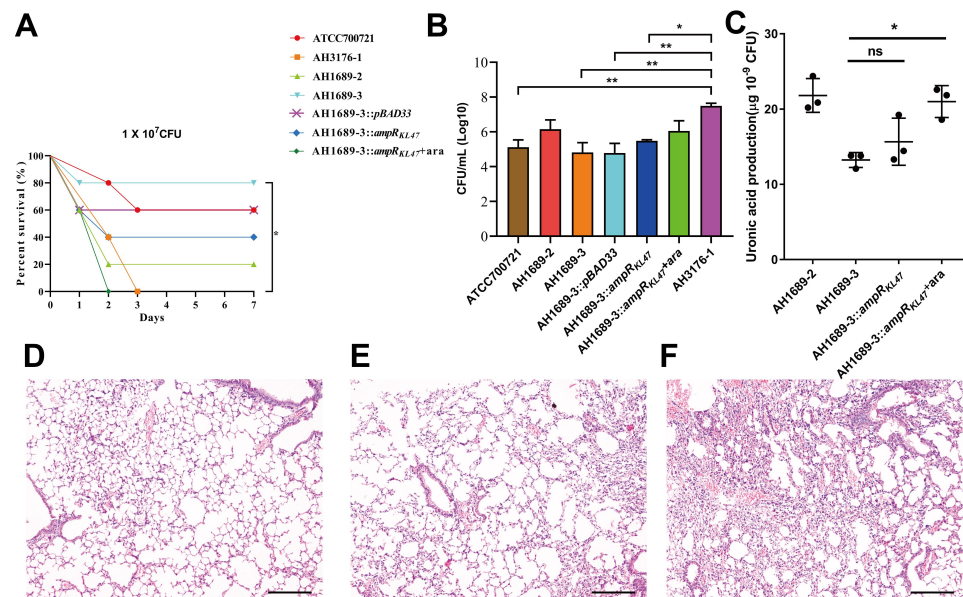 A
ATCC700721
AH3176-1
AH1689-2
AH1689-3
AH1689-3::pBAD33
AH1689-3::ampRKL47
AH1689-3::ampRKL47+ara
1 X 10⁷CFU
Percent survival (%)
100
80
60
40
20
0
0 1 2 3 4 5 6 7
Days
*
B
CFU/mL (Log10)
10
8
6
4
2
0
*
**
**
**
ATCC700721
AH1689-2
AH1689-3
AH1689-3::pBAD33
AH1689-3::ampRKL47
AH1689-3::ampRKL47+ara
AH3176-1
C
Uronic acid production(μg 10⁻⁹ CFU)
30
20
10
0
*
ns
AH1689-2
AH1689-3
AH1689-3::ampRKL47
AH1689-3::ampRKL47+ara
D
E
F